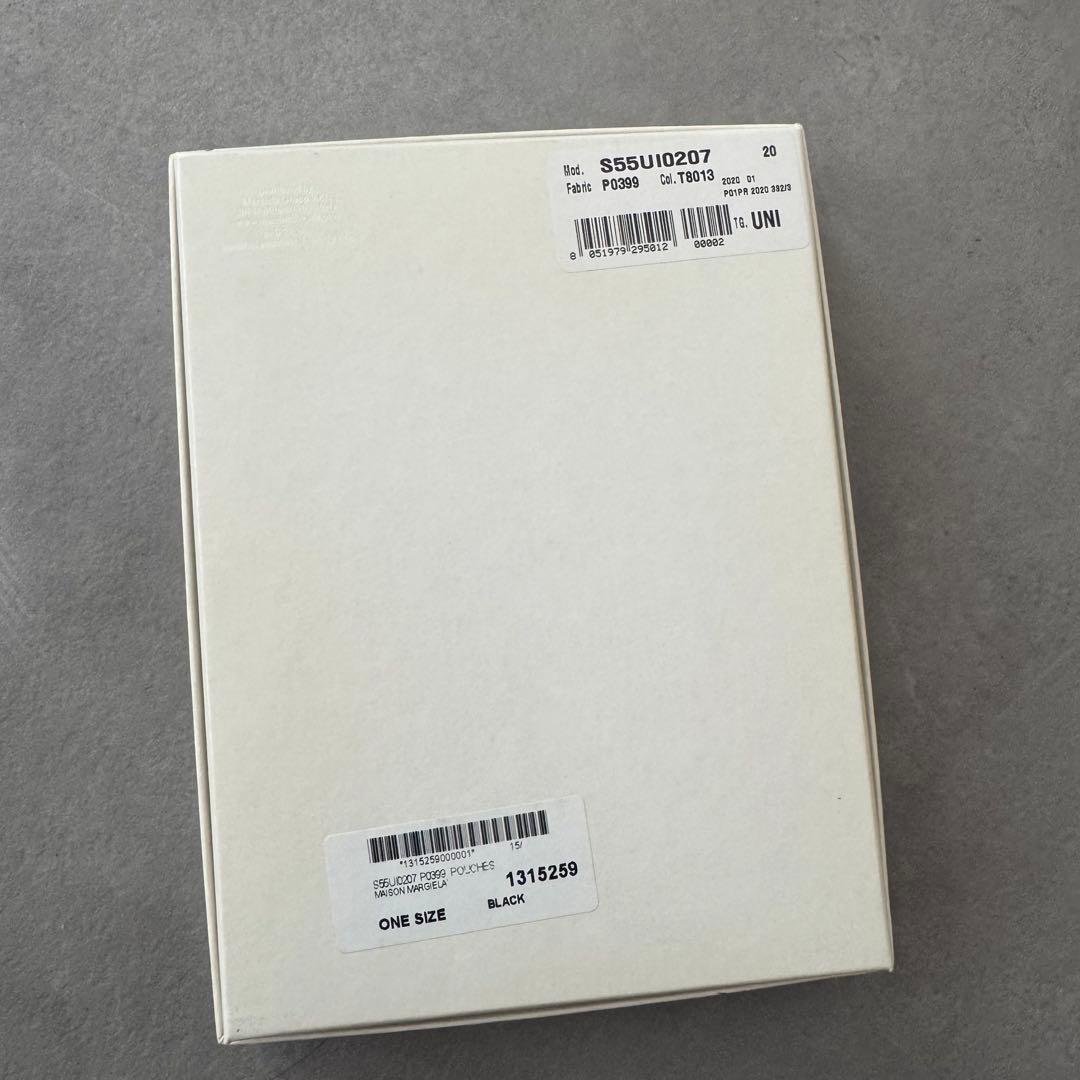 Mod. S55UI0207 20
Fabric P0399 Col. T8013 2020 01
P01PR 2020 332/3
TG. UNI
8 051979 295012 00002
*1315259000001* 15/
S55UI0207 P0399 POUCHES
MAISON MARGIELA
1315259
ONE SIZE BLACK